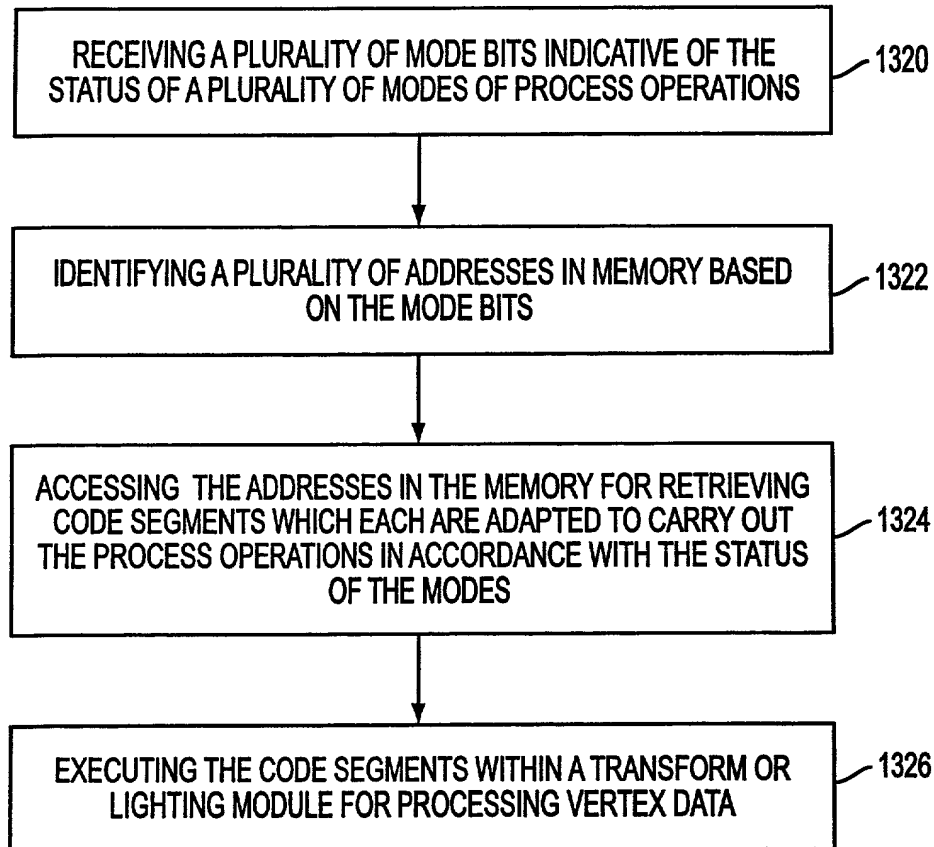 RECEIVING A PLURALITY OF MODE BITS INDICATIVE OF THE
STATUS OF A PLURALITY OF MODES OF PROCESS OPERATIONS
1320
IDENTIFYING A PLURALITY OF ADDRESSES IN MEMORY BASED
ON THE MODE BITS
1322
ACCESSING THE ADDRESSES IN THE MEMORY FOR RETRIEVING
CODE SEGMENTS WHICH EACH ARE ADAPTED TO CARRY OUT
THE PROCESS OPERATIONS IN ACCORDANCE WITH THE STATUS
OF THE MODES
1324
EXECUTING THE CODE SEGMENTS WITHIN A TRANSFORM OR
LIGHTING MODULE FOR PROCESSING VERTEX DATA
1326